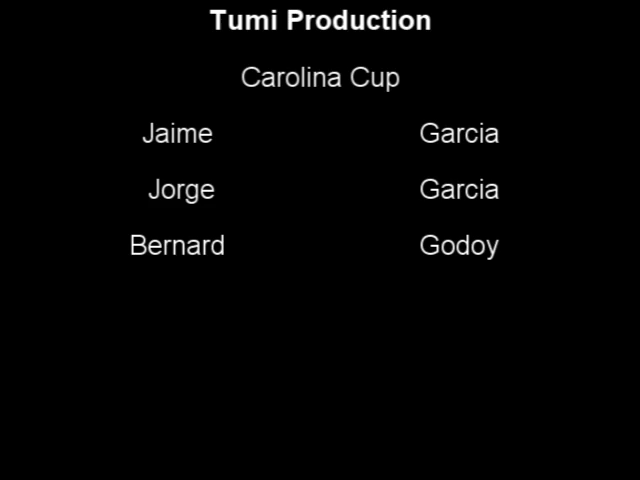 Tumi Production
Carolina Cup
Jaime Garcia
Jorge Garcia
Bernard Godoy